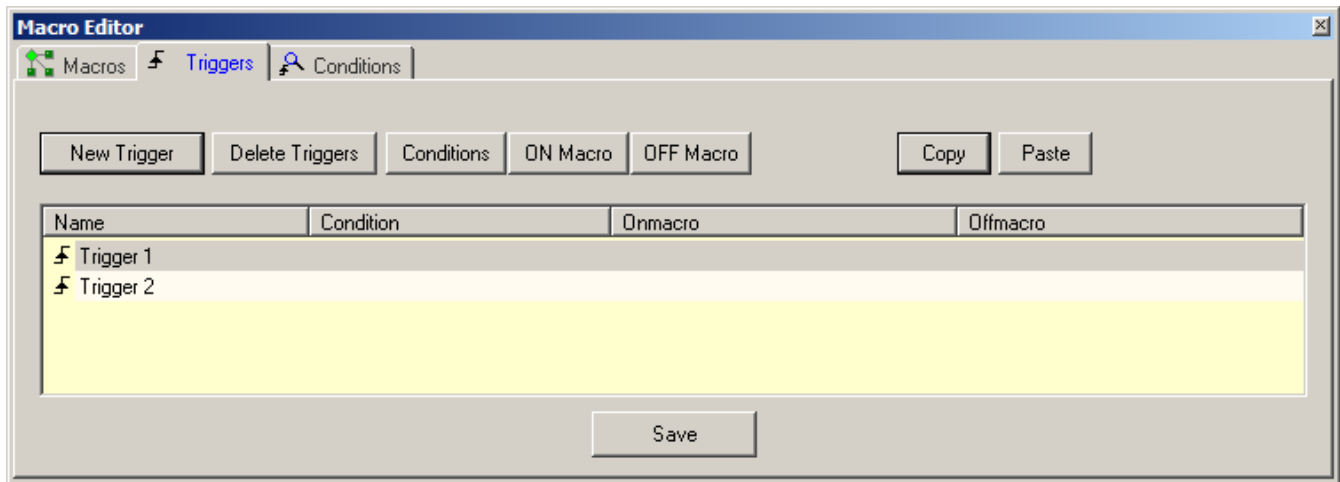 Macro Editor
Macros Triggers Conditions
New Trigger Delete Triggers Conditions ON Macro OFF Macro Copy Paste
Name Condition Onmacro Offmacro
Trigger 1
Trigger 2
Save